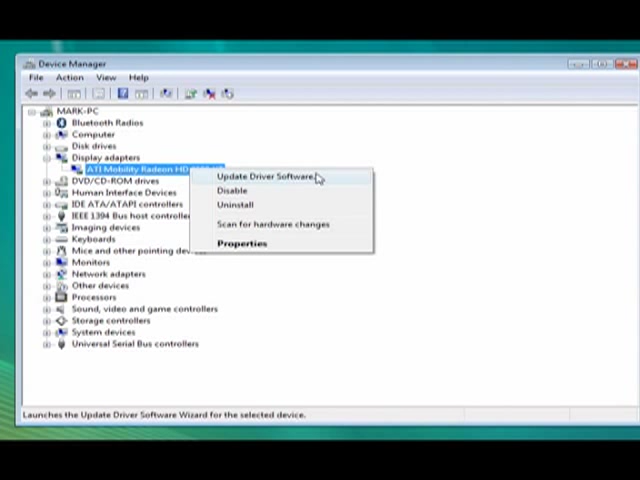 Device Manager
File Action View Help
MARK-PC
Bluetooth Radios
Computer
Disk drives
Display adapters
ATI Mobility Radeon HD
Update Driver Software...
DVD/CD-ROM drives
Disable
Human Interface Devices
IDE ATA/ATAPI controllers
Uninstall
IEEE 1394 Bus host controlle
Imaging devices
Scan for hardware changes
Keyboards
Properties
Mice and other pointing dev
Monitors
Network adapters
Other devices
Processors
Sound, video and game controllers
Storage controllers
System devices
Universal Serial Bus controllers
Launches the Update Driver Software Wizard for the selected device.